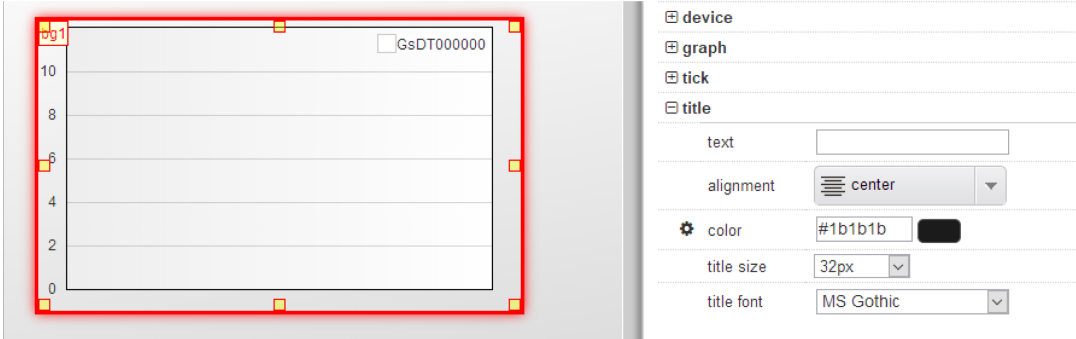 bg1
GsDT000000
10
8
6
4
2
0
device
graph
tick
title
text
alignment center
color #1b1b1b
title size 32px
title font MS Gothic